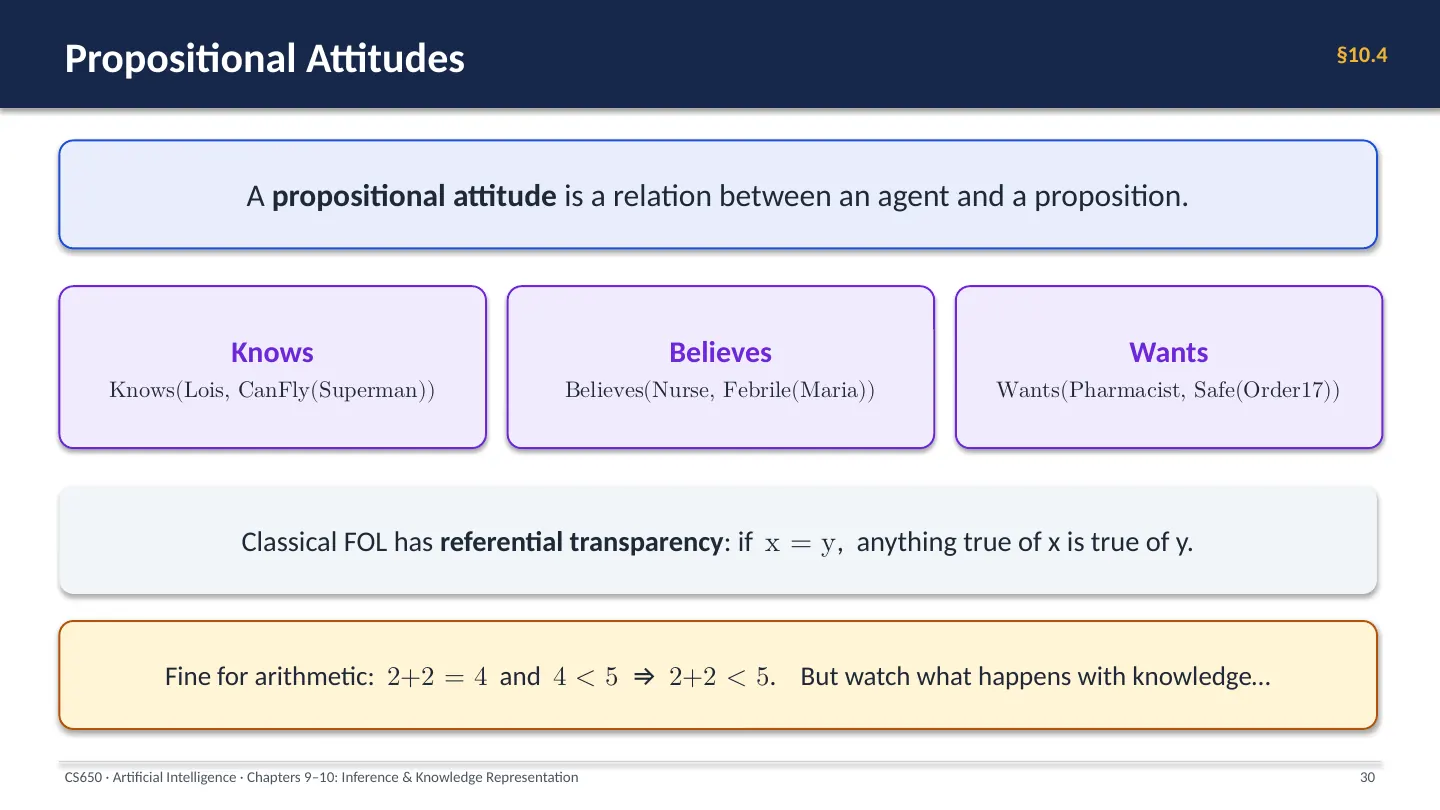 Propositional Attitudes
§10.4
A propositional attitude is a relation between an agent and a proposition.
Knows
Knows(Lois, CanFly(Superman))
Believes
Believes(Nurse, Febrile(Maria))
Wants
Wants(Pharmacist, Safe(Order17))
Classical FOL has referential transparency: if x = y, anything true of x is true of y.
Fine for arithmetic: 2+2 = 4 and 4 < 5 ⇒ 2+2 < 5. But watch what happens with knowledge…
CS650 · Artificial Intelligence · Chapters 9–10: Inference & Knowledge Representation
30